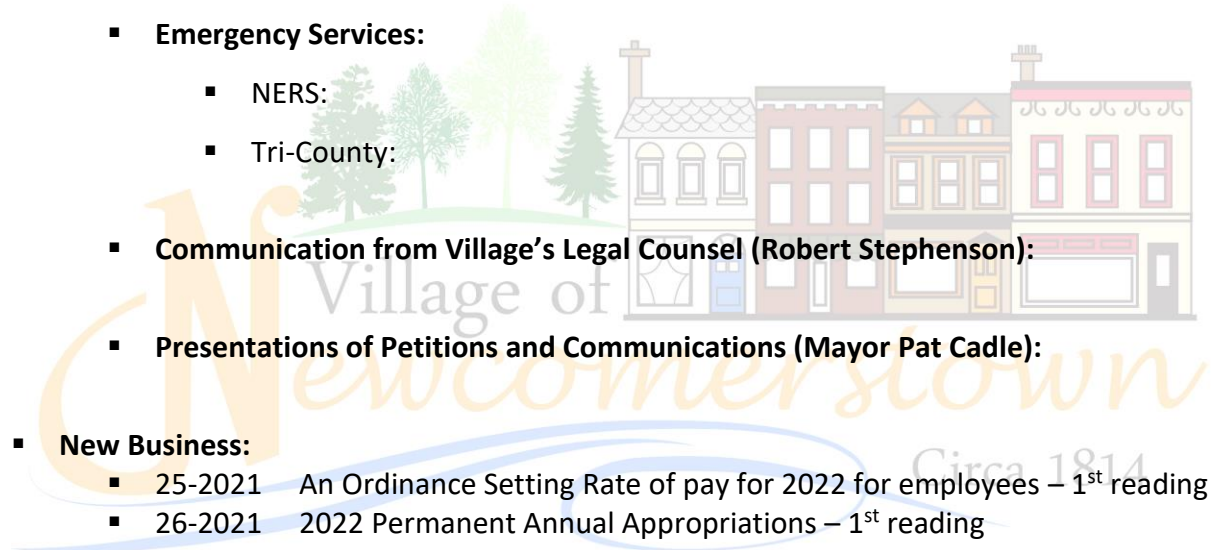 ▪ Emergency Services:
▪ NERS:
▪ Tri-County:
▪ Communication from Village’s Legal Counsel (Robert Stephenson):
Village of
▪ Presentations of Petitions and Communications (Mayor Pat Cadle):
Newcomerstown
▪ New Business:
Circa 1814
▪ 25-2021 An Ordinance Setting Rate of pay for 2022 for employees – 1st reading
▪ 26-2021 2022 Permanent Annual Appropriations – 1st reading